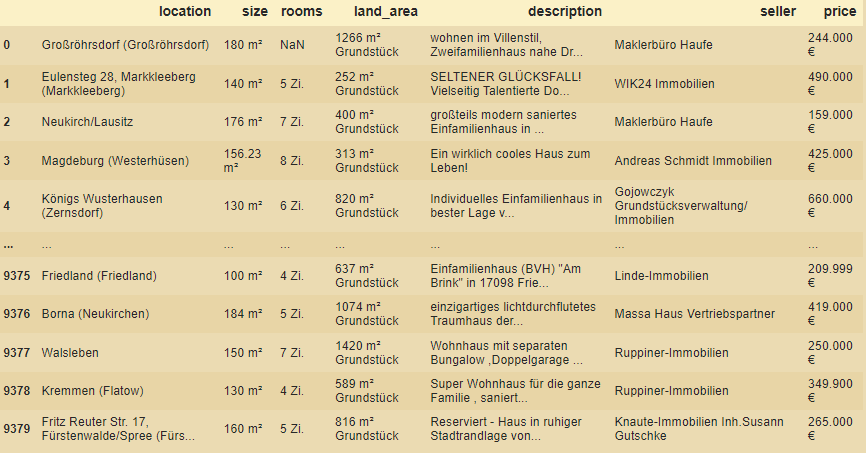 location size rooms land_area description seller price
0 Großröhrsdorf (Großröhrsdorf) 180 m² NaN 1266 m² Grundstück wohnen im Villenstil, Zweifamilienhaus nahe Dr... Maklerbüro Haufe 244.000 €
1 Eulensteg 28, Markkleeberg (Markkleeberg) 140 m² 5 Zi. 252 m² Grundstück SELTENER GLÜCKSFALL! Vielseitig Talentierte Do... WIK24 Immobilien 490.000 €
2 Neukirch/Lausitz 176 m² 7 Zi. 400 m² Grundstück großteils modern saniertes Einfamilienhaus in ... Maklerbüro Haufe 159.000 €
3 Magdeburg (Westerhüsen) 156.23 m² 8 Zi. 313 m² Grundstück Ein wirklich cooles Haus zum Leben! Andreas Schmidt Immobilien 425.000 €
4 Königs Wusterhausen (Zernsdorf) 130 m² 6 Zi. 820 m² Grundstück Individuelles Einfamilienhaus in bester Lage v... Gojowczyk Grundstücksverwaltung/ Immobilien 660.000 €
... ... ... ... ... ... ... ...
9375 Friedland (Friedland) 100 m² 4 Zi. 637 m² Grundstück Einfamilienhaus (BVH) "Am Brink" in 17098 Frie... Linde-Immobilien 209.999 €
9376 Borna (Neukirchen) 184 m² 5 Zi. 1074 m² Grundstück einzigartiges lichtdurchflutetes Traumhaus der... Massa Haus Vertriebspartner 419.000 €
9377 Walsleben 150 m² 7 Zi. 1420 m² Grundstück Wohnhaus mit separaten Bungalow ,Doppelgarage ... Ruppiner-Immobilien 250.000 €
9378 Kremmen (Flatow) 130 m² 4 Zi. 589 m² Grundstück Super Wohnhaus für die ganze Familie , saniert... Ruppiner-Immobilien 349.900 €
9379 Fritz Reuter Str. 17, Fürstenwalde/Spree (Fürs... 160 m² 5 Zi. 816 m² Grundstück Reserviert - Haus in ruhiger Stadtrandlage von... Knaute-Immobilien Inh.Susann Gutschke 265.000 €